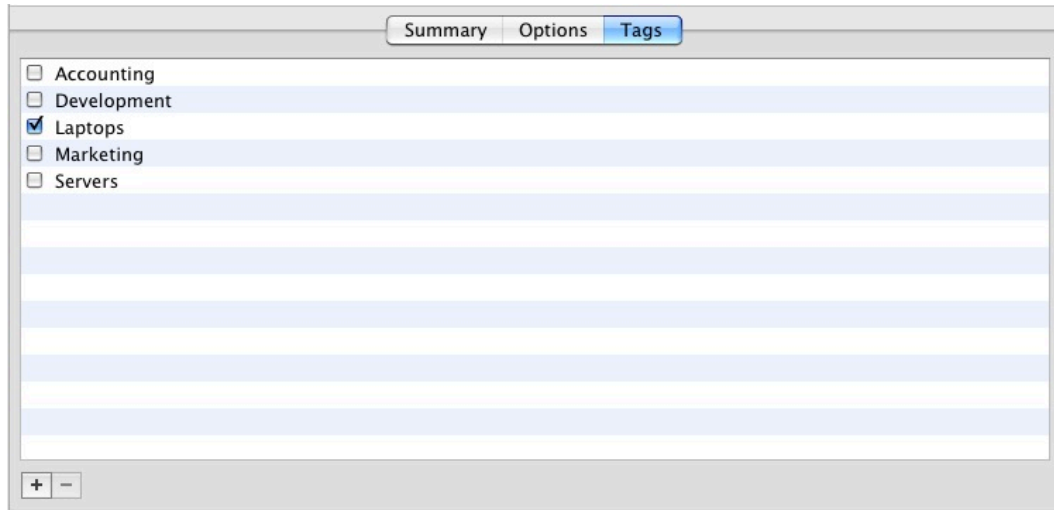 Summary Options Tags
Accounting
Development
Laptops
Marketing
Servers
+ −